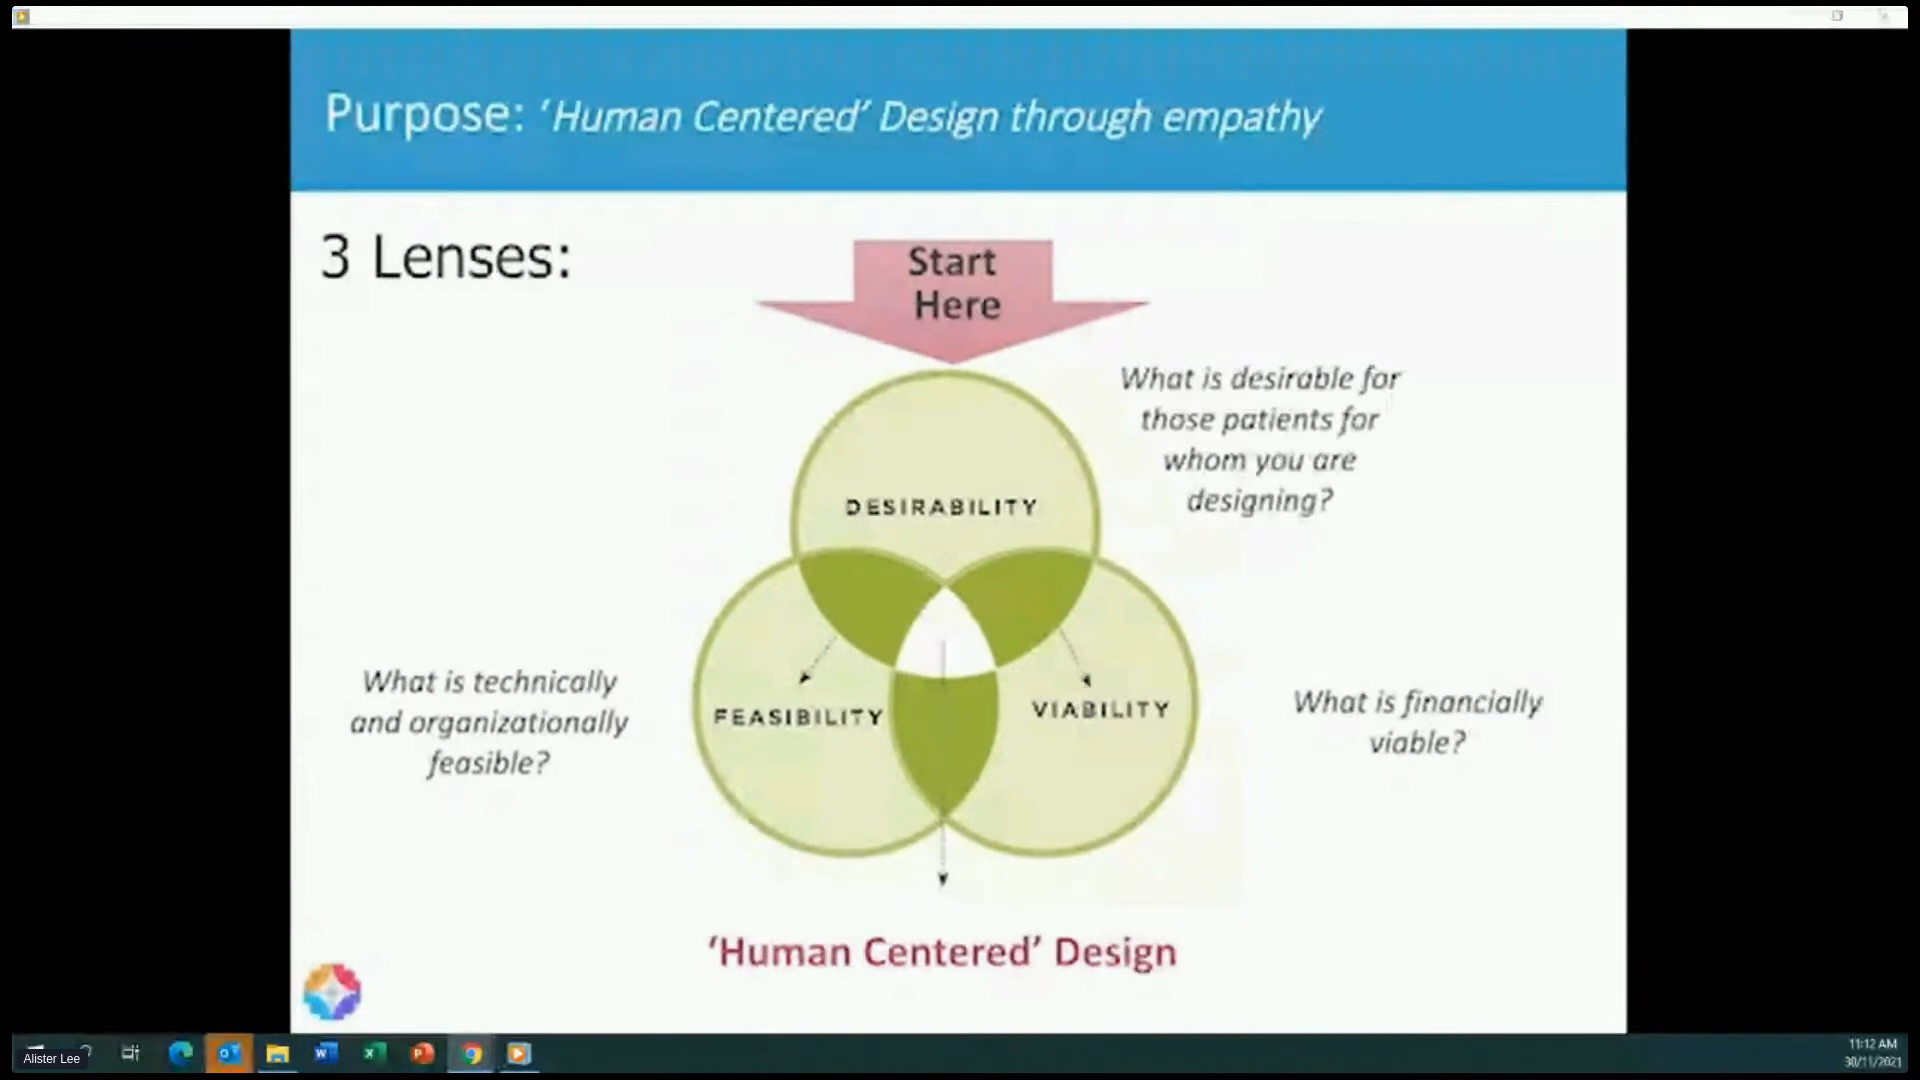 Purpose: ‘Human Centered’ Design through empathy
3 Lenses:
Start
Here
What is desirable for
those patients for
whom you are
designing?
DESIRABILITY
What is technically
and organizationally
feasible?
FEASIBILITY
VIABILITY
What is financially
viable?
‘Human Centered’ Design
Alister Lee
11:12 AM
30/11/2021